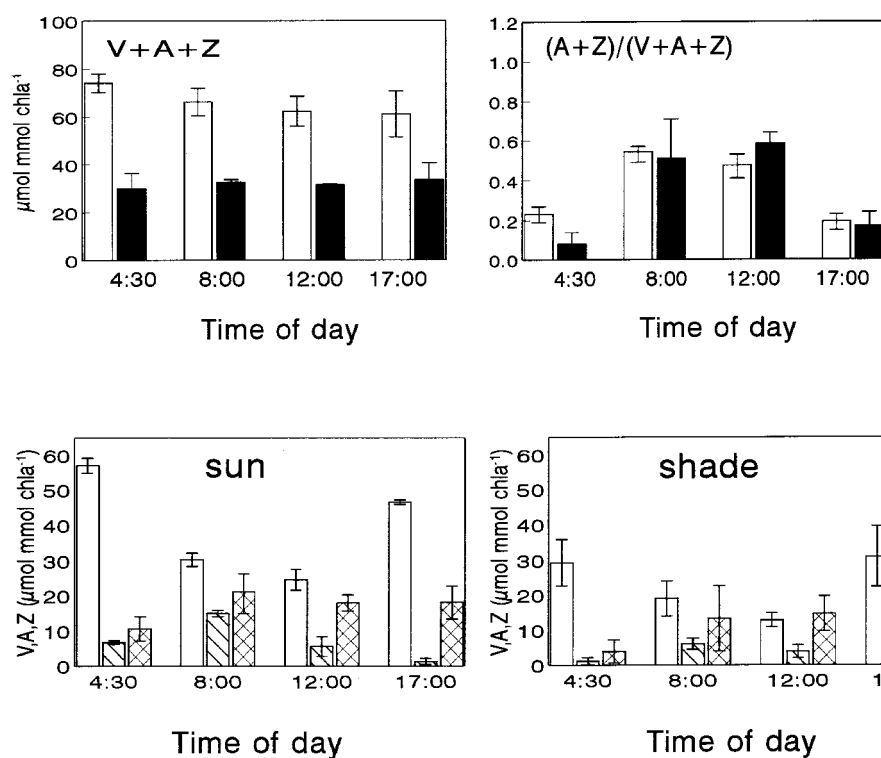 V+A+Z
100
80
60
40
20
0
μmol mmol chla⁻¹
4:30 8:00 12:00 17:00
Time of day
(A+Z)/(V+A+Z)
1.2
1.0
0.8
0.6
0.4
0.2
0.0
4:30 8:00 12:00 17:00
Time of day
sun
60
50
40
30
20
10
0
V,A,Z (μmol mmol chla⁻¹)
4:30 8:00 12:00 17:00
Time of day
shade
60
50
40
30
20
10
0
V,A,Z (μmol mmol chla⁻¹)
4:30 8:00 12:00 1
Time of day